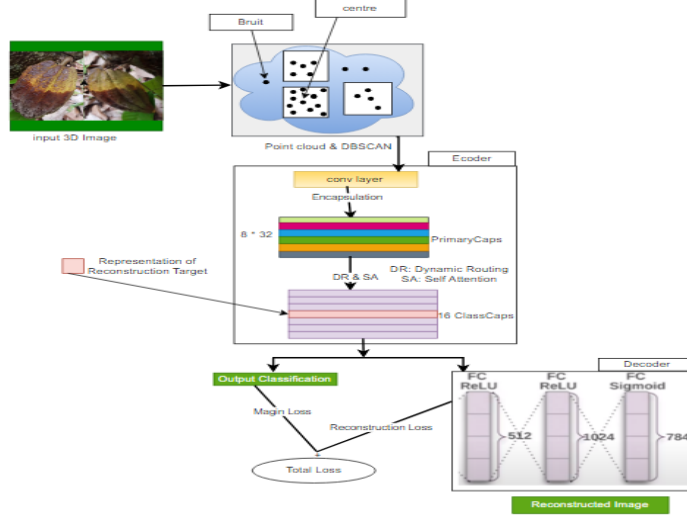 centre
Bruit
input 3D Image
Point cloud & DBSCAN
Ecoder
conv layer
Encapsulation
8 * 32
PrimaryCaps
Representation of
Reconstruction Target
DR & SA
DR: Dynamic Routing
SA: Self Attention
16 ClassCaps
Output Classification
Decoder
FC
ReLU
FC
ReLU
FC
Sigmoid
Magin Loss
Reconstruction Loss
512
1024
784
+
Total Loss
Reconstructed Image